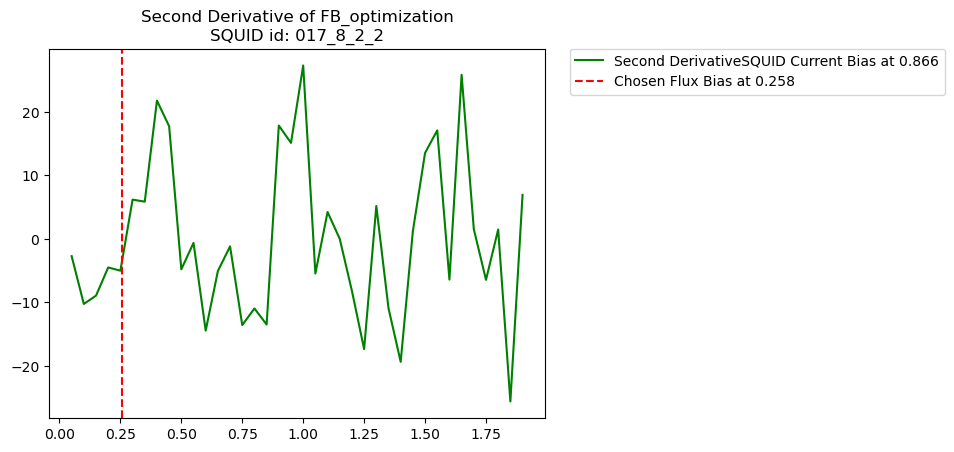 Second Derivative of FB_optimization
SQUID id: 017_8_2_2
Second DerivativeSQUID Current Bias at 0.866
Chosen Flux Bias at 0.258
20
10
0
−10
−20
0.00 0.25 0.50 0.75 1.00 1.25 1.50 1.75